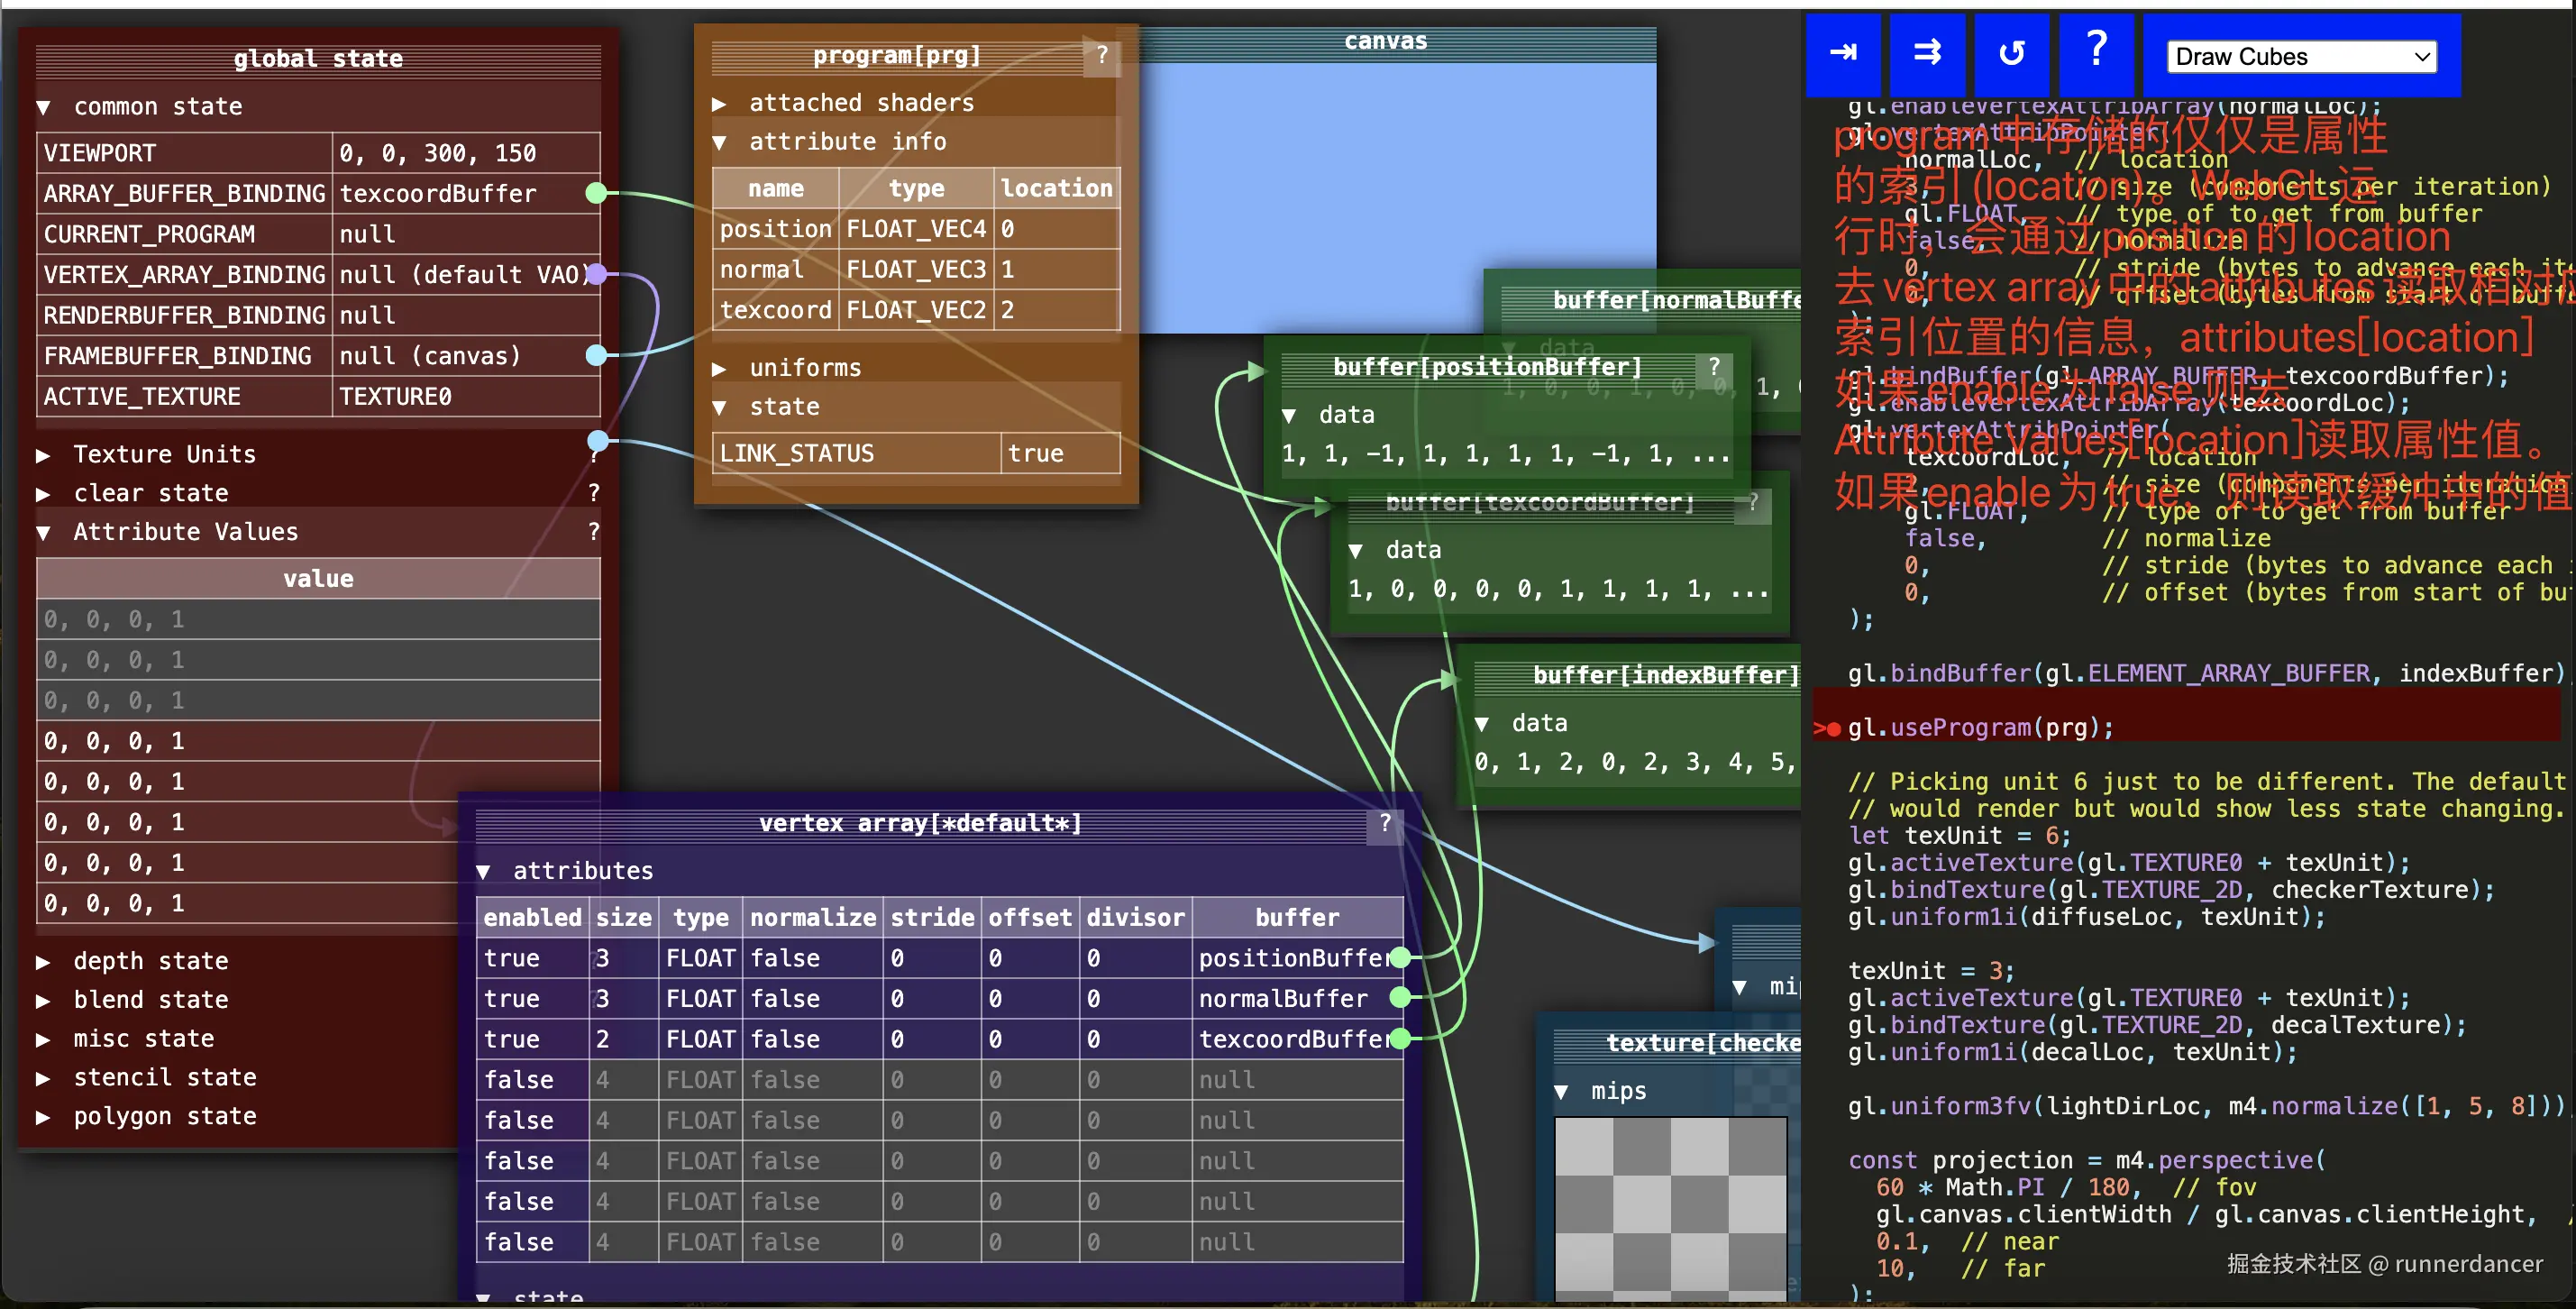 global state
▼ common state
VIEWPORT 0, 0, 300, 150
ARRAY_BUFFER_BINDING texcoordBuffer
CURRENT_PROGRAM null
VERTEX_ARRAY_BINDING null (default VAO)
RENDERBUFFER_BINDING null
FRAMEBUFFER_BINDING null (canvas)
ACTIVE_TEXTURE TEXTURE0
▶ Texture Units ?
▶ clear state ?
▼ Attribute Values ?
value
0, 0, 0, 1
0, 0, 0, 1
0, 0, 0, 1
0, 0, 0, 1
0, 0, 0, 1
0, 0, 0, 1
0, 0, 0, 1
0, 0, 0, 1
▶ depth state
▶ blend state
▶ misc state
▶ stencil state
▶ polygon state
program[prg] ?
▶ attached shaders
▼ attribute info
name type location
position FLOAT_VEC4 0
normal FLOAT_VEC3 1
texcoord FLOAT_VEC2 2
▶ uniforms
▼ state
LINK_STATUS true
canvas
buffer[normalBuffe
▼ data
1, 0, 0, 1, 0, 0, 1,
buffer[positionBuffer] ?
▼ data
1, 1, -1, 1, 1, 1, 1, -1, 1, ...
buffer[texcoordBuffer] ?
▼ data
1, 0, 0, 0, 0, 1, 1, 1, 1, ...
buffer[indexBuffer]
▼ data
0, 1, 2, 0, 2, 3, 4, 5,
vertex array[*default*] ?
▼ attributes
enabled size type normalize stride offset divisor buffer
true 3 FLOAT false 0 0 0 positionBuffer
true 3 FLOAT false 0 0 0 normalBuffer
true 2 FLOAT false 0 0 0 texcoordBuffer
false 4 FLOAT false 0 0 0 null
false 4 FLOAT false 0 0 0 null
false 4 FLOAT false 0 0 0 null
false 4 FLOAT false 0 0 0 null
false 4 FLOAT false 0 0 0 null
▼ state
▼ mip
texture[checke
▼ mips
⇥ ⇉ ↺ ? Draw Cubes
gl.enableVertexAttribArray(normalLoc);
gl.vertexAttribPointer(
normalLoc, // location
3, // size (components per iteration)
gl.FLOAT, // type of to get from buffer
false, // normalize
0, // stride (bytes to advance each ite
0, // offset (bytes from start of buff
);
gl.bindBuffer(gl.ARRAY_BUFFER, texcoordBuffer);
gl.enableVertexAttribArray(texcoordLoc);
gl.vertexAttribPointer(
texcoordLoc, // location
2, // size (components per iteration
gl.FLOAT, // type of to get from buffer
false, // normalize
0, // stride (bytes to advance each
0, // offset (bytes from start of bu
);
program中存储的仅仅是属性
的索引 (location)。WebGL 运
行时，会通过position的location
去vertex array 中的 attributes 读取相对应
索引位置的信息，attributes[location]
如果enable为false则去
Attribute Values[location]读取属性值。
如果enable为true，则读取缓冲中的值
gl.bindBuffer(gl.ELEMENT_ARRAY_BUFFER, indexBuffer)
>● gl.useProgram(prg);
// Picking unit 6 just to be different. The default
// would render but would show less state changing.
let texUnit = 6;
gl.activeTexture(gl.TEXTURE0 + texUnit);
gl.bindTexture(gl.TEXTURE_2D, checkerTexture);
gl.uniform1i(diffuseLoc, texUnit);
texUnit = 3;
gl.activeTexture(gl.TEXTURE0 + texUnit);
gl.bindTexture(gl.TEXTURE_2D, decalTexture);
gl.uniform1i(decalLoc, texUnit);
gl.uniform3fv(lightDirLoc, m4.normalize([1, 5, 8]))
const projection = m4.perspective(
60 * Math.PI / 180, // fov
gl.canvas.clientWidth / gl.canvas.clientHeight, /
0.1, // near
10, // far
);
掘金技术社区 @ runnerdancer